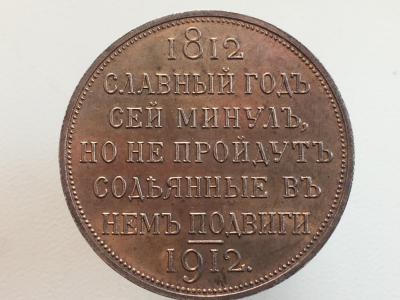 1812
СЛАВНЫЙ ГОДЪ
СЕЙ МИНУЛЪ,
НО НЕ ПРОЙДУТЪ
СОДѢЯННЫЕ ВЪ
НЕМЪ ПОДВИГИ
1912.